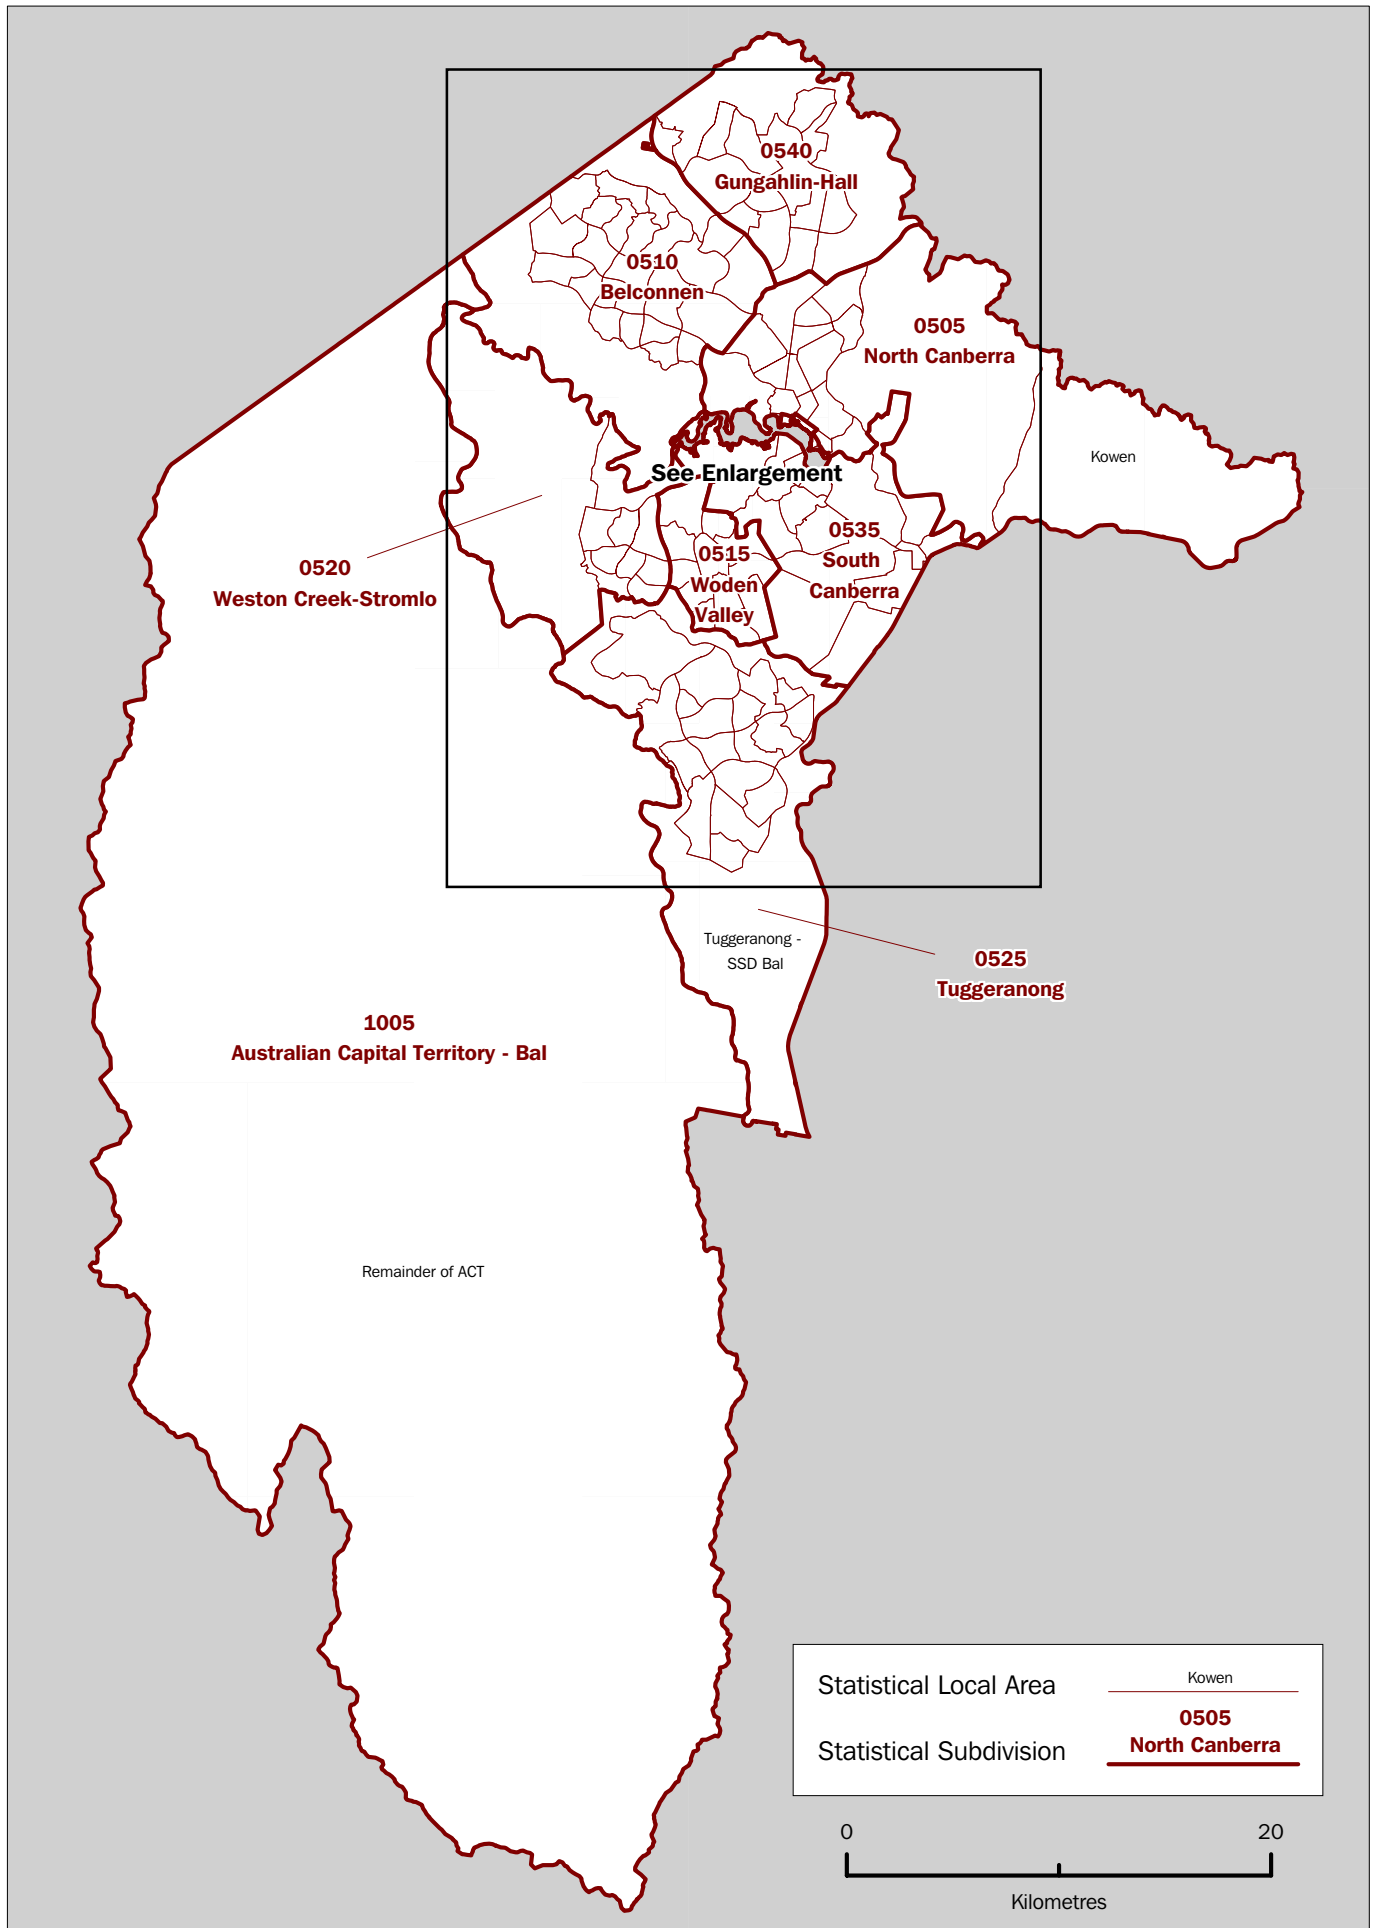 0540
Gungahlin-Hall
0510
Belconnen
0505
North Canberra
Kowen
See Enlargement
0535
South
Canberra
0515
Woden
Valley
0520
Weston Creek-Stromlo
Tuggeranong -
SSD Bal
0525
Tuggeranong
1005
Australian Capital Territory - Bal
Remainder of ACT
Statistical Local Area
Kowen
0505
North Canberra
Statistical Subdivision
0
20
Kilometres